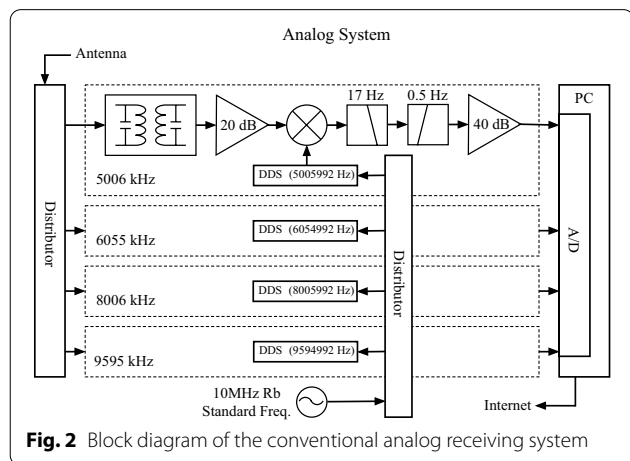 Analog System
Antenna
PC
17 Hz
0.5 Hz
20 dB
40 dB
DDS (5005992 Hz)
5006 kHz
Distributor
DDS (6054992 Hz)
6055 kHz
Distributor
A/D
DDS (8005992 Hz)
8006 kHz
DDS (9594992 Hz)
9595 kHz
10MHz Rb
Standard Freq.
Internet
Fig. 2 Block diagram of the conventional analog receiving system